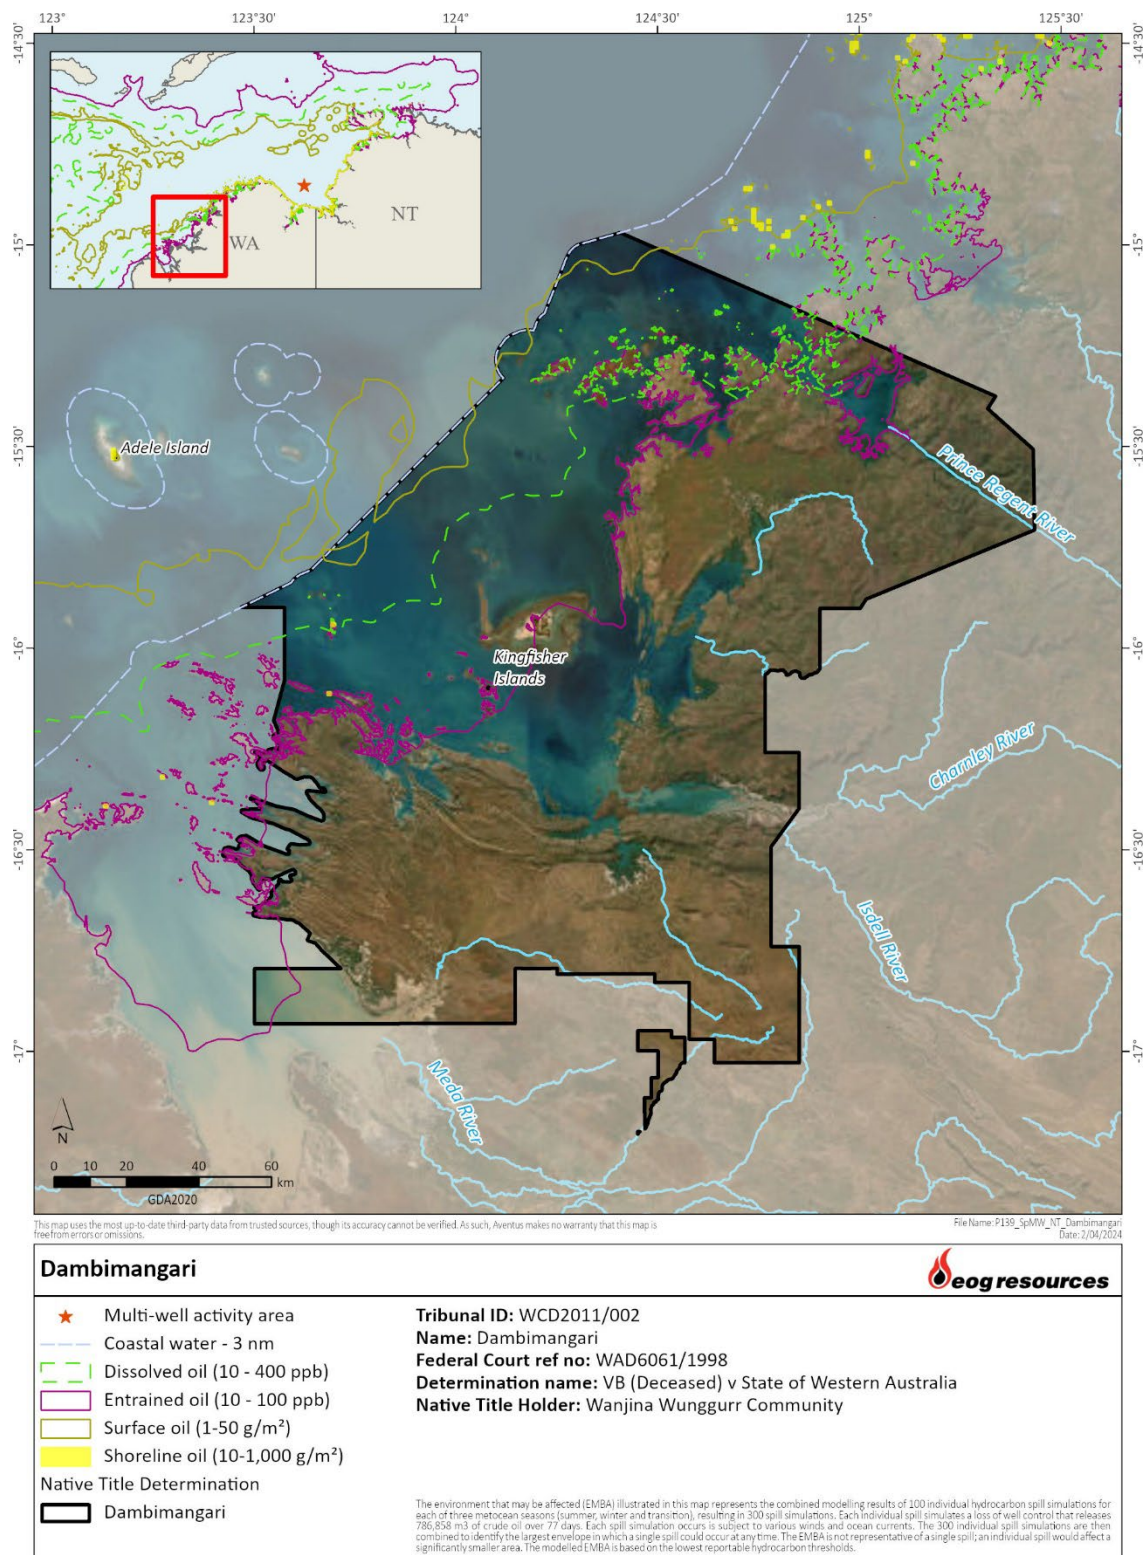 123°
123°30'
124°
124°30'
125°
125°30'
-14°30'
-14°30'
NT
WA
-15°
-15°
Adele Island
-15°30'
-15°30'
Prince Regent River
-16°
-16°
Kingfisher
Islands
Charnley River
-16°30'
-16°30'
Isdell River
-17°
-17°
Meda River
N
0 10 20 40 60
km
GDA2020
This map uses the most up-to-date third-party data from trusted sources, though its accuracy cannot be verified. As such, Aventus makes no warranty that this map is
free from errors or omissions.
File Name: P139_SpMW_NT_Dambimangari
Date: 2/04/2024
Dambimangari
eog resources
Multi-well activity area
Coastal water - 3 nm
Dissolved oil (10 - 400 ppb)
Entrained oil (10 - 100 ppb)
Surface oil (1-50 g/m²)
Shoreline oil (10-1,000 g/m²)
Native Title Determination
Dambimangari
Tribunal ID: WCD2011/002
Name: Dambimangari
Federal Court ref no: WAD6061/1998
Determination name: VB (Deceased) v State of Western Australia
Native Title Holder: Wanjina Wunggurr Community
The environment that may be affected (EMBA) illustrated in this map represents the combined modelling results of 100 individual hydrocarbon spill simulations for
each of three metocean seasons (summer, winter and transition), resulting in 300 spill simulations. Each individual spill simulates a loss of well control that releases
786,858 m3 of crude oil over 77 days. Each spill simulation occurs is subject to various winds and ocean currents. The 300 individual spill simulations are then
combined to identify the largest envelope in which a single spill could occur at any time. The EMBA is not representative of a single spill; an individual spill would affect a
significantly smaller area. The modelled EMBA is based on the lowest reportable hydrocarbon thresholds.